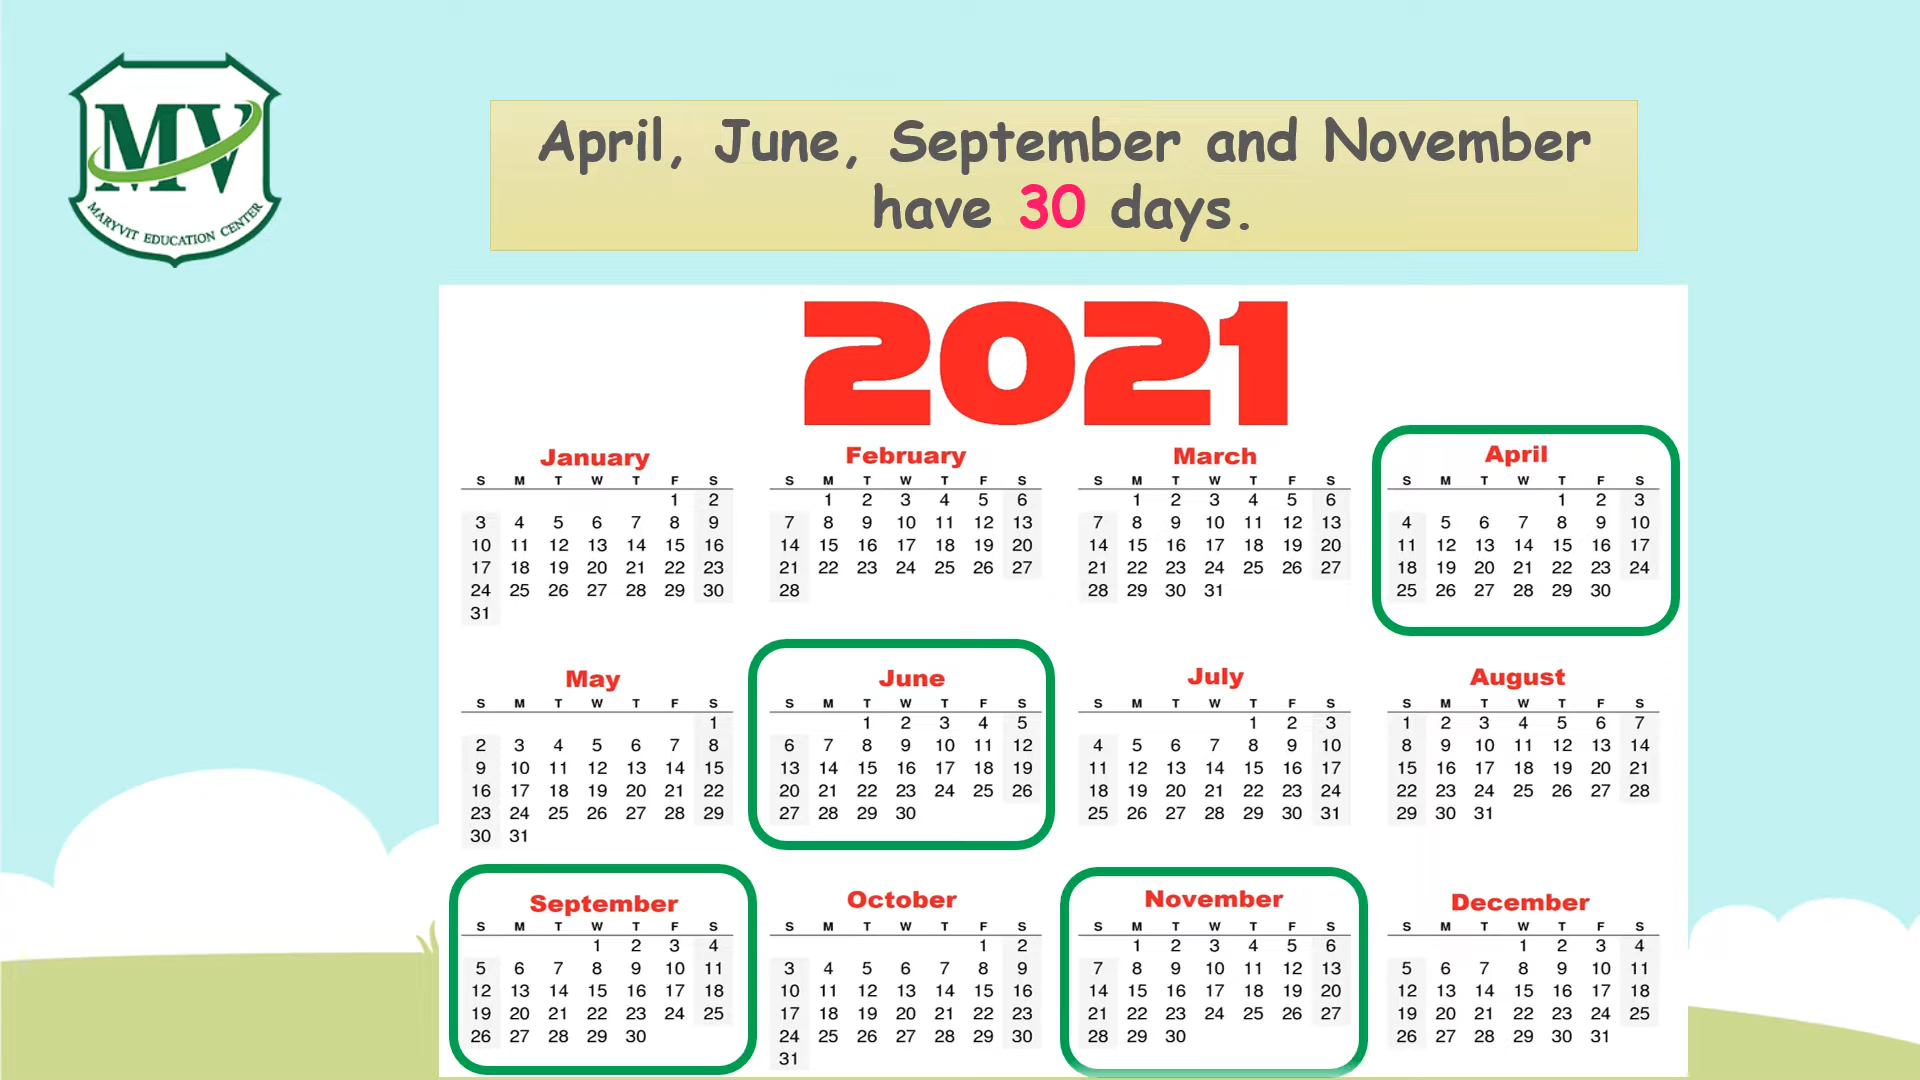 MV
MARYVIT EDUCATION CENTER
April, June, September and November
have 30 days.
2021
January
S M T W T F S
1 2
3 4 5 6 7 8 9
10 11 12 13 14 15 16
17 18 19 20 21 22 23
24 25 26 27 28 29 30
31
February
S M T W T F S
1 2 3 4 5 6
7 8 9 10 11 12 13
14 15 16 17 18 19 20
21 22 23 24 25 26 27
28
March
S M T W T F S
1 2 3 4 5 6
7 8 9 10 11 12 13
14 15 16 17 18 19 20
21 22 23 24 25 26 27
28 29 30 31
April
S M T W T F S
1 2 3
4 5 6 7 8 9 10
11 12 13 14 15 16 17
18 19 20 21 22 23 24
25 26 27 28 29 30
May
S M T W T F S
1
2 3 4 5 6 7 8
9 10 11 12 13 14 15
16 17 18 19 20 21 22
23 24 25 26 27 28 29
30 31
June
S M T W T F S
1 2 3 4 5
6 7 8 9 10 11 12
13 14 15 16 17 18 19
20 21 22 23 24 25 26
27 28 29 30
July
S M T W T F S
1 2 3
4 5 6 7 8 9 10
11 12 13 14 15 16 17
18 19 20 21 22 23 24
25 26 27 28 29 30 31
August
S M T W T F S
1 2 3 4 5 6 7
8 9 10 11 12 13 14
15 16 17 18 19 20 21
22 23 24 25 26 27 28
29 30 31
September
S M T W T F S
1 2 3 4
5 6 7 8 9 10 11
12 13 14 15 16 17 18
19 20 21 22 23 24 25
26 27 28 29 30
October
S M T W T F S
1 2
3 4 5 6 7 8 9
10 11 12 13 14 15 16
17 18 19 20 21 22 23
24 25 26 27 28 29 30
31
November
S M T W T F S
1 2 3 4 5 6
7 8 9 10 11 12 13
14 15 16 17 18 19 20
21 22 23 24 25 26 27
28 29 30
December
S M T W T F S
1 2 3 4
5 6 7 8 9 10 11
12 13 14 15 16 17 18
19 20 21 22 23 24 25
26 27 28 29 30 31